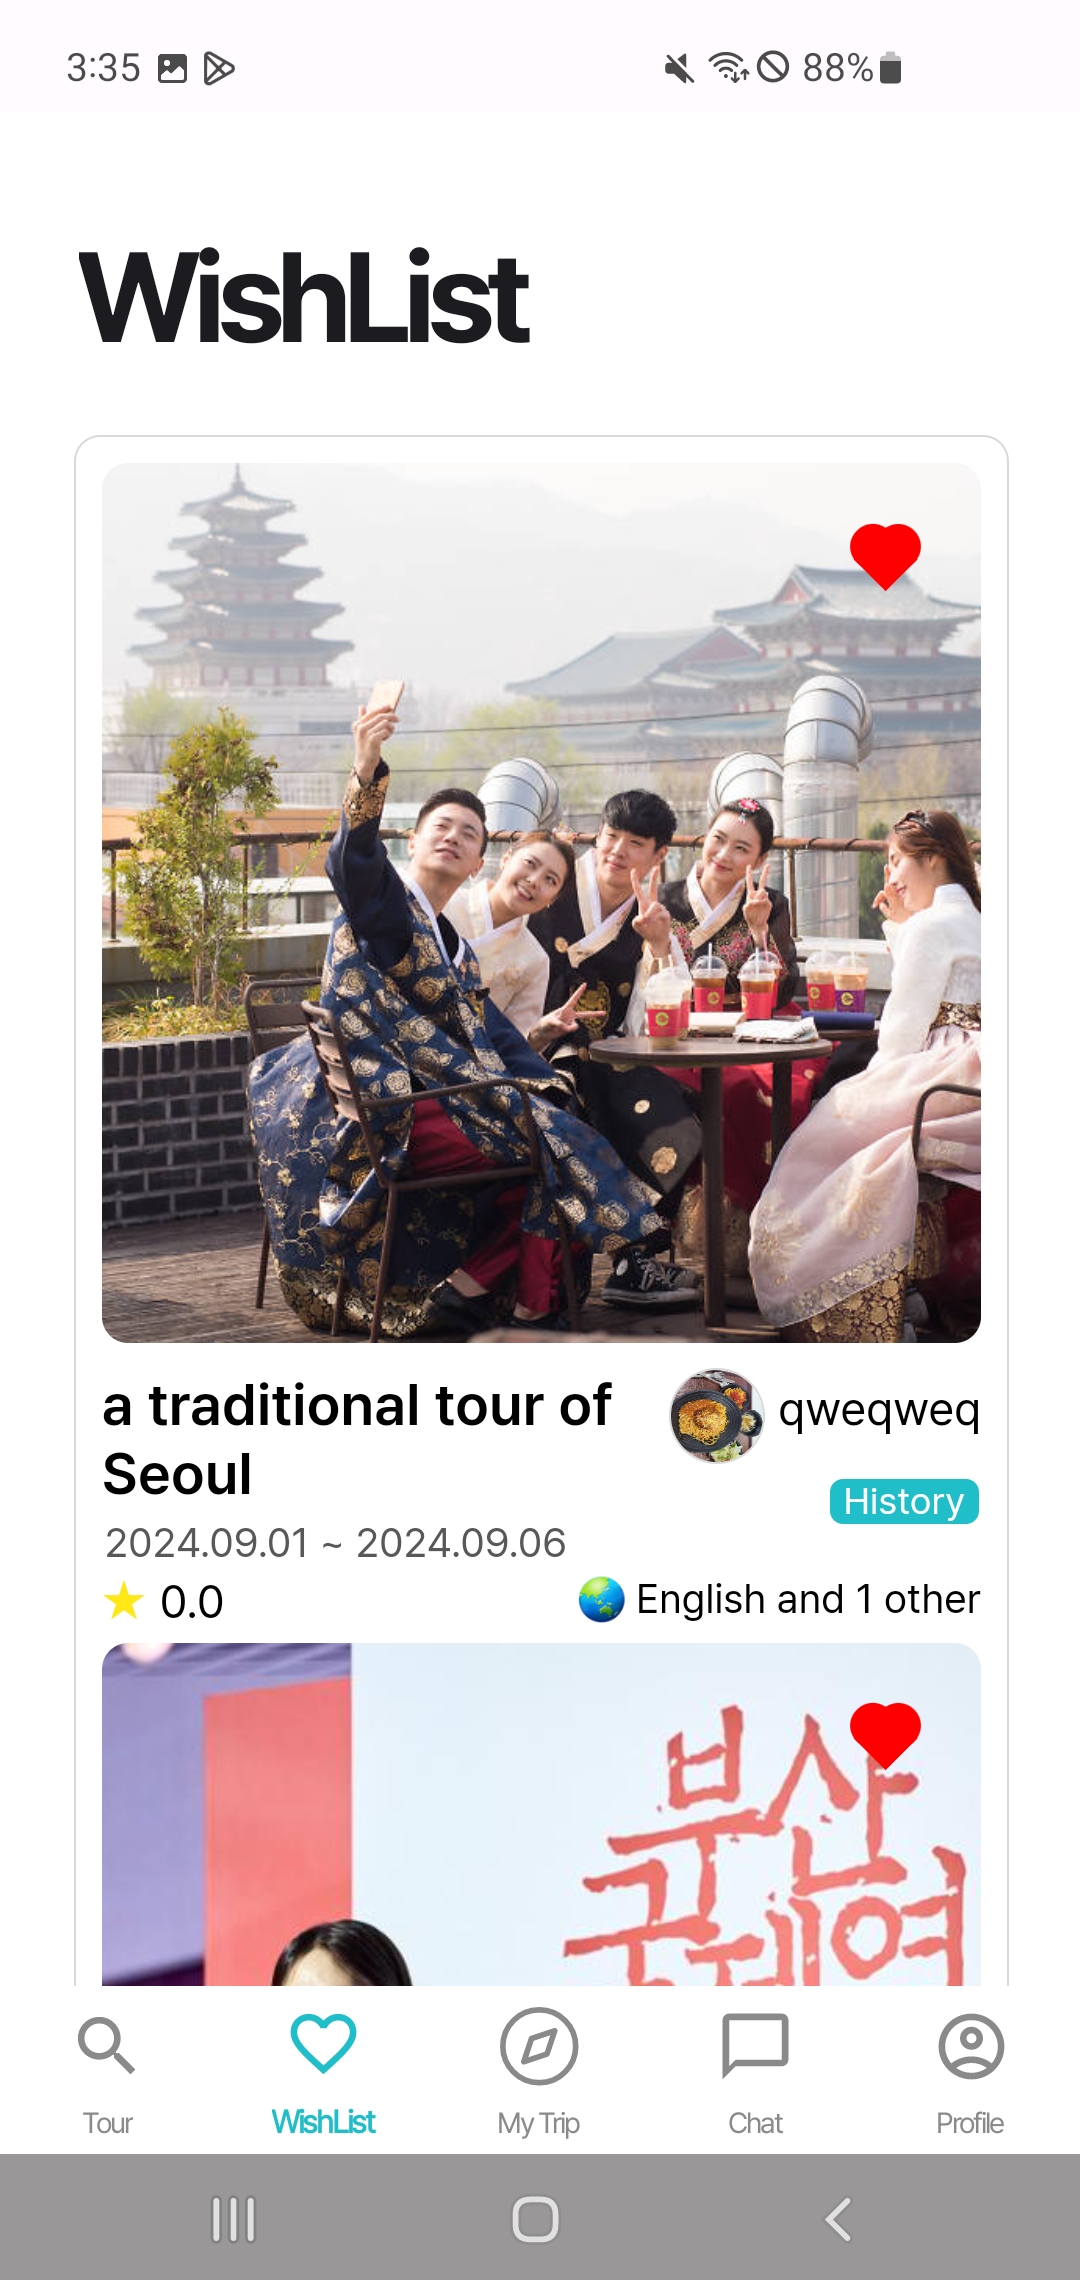 3:35
88%
WishList
a traditional tour of
Seoul
qweqweq
History
2024.09.01 ~ 2024.09.06
0.0
English and 1 other
부산
국제여
Tour
WishList
My Trip
Chat
Profile